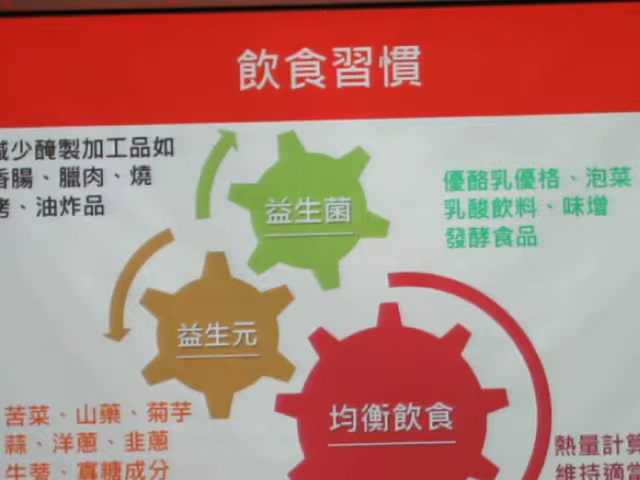 飲食習慣
減少醃製加工品如
香腸、臘肉、燒
烤、油炸品
益生菌
優酪乳優格、泡菜
乳酸飲料、味增
發酵食品
益生元
均衡飲食
苦菜、山藥、菊芋
蒜、洋蔥、韭蔥
牛蒡、寡糖成分
熱量計算
維持適當